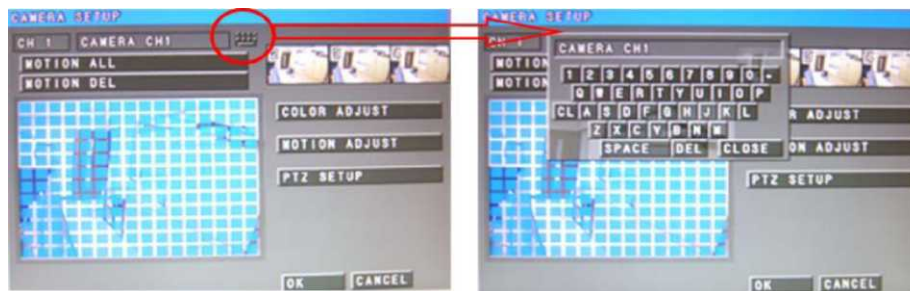 CAMERA SETUP
CH 1 CAMERA CH1
MOTION ALL
MOTION DEL
COLOR ADJUST
MOTION ADJUST
PTZ SETUP
OK CANCEL
CAMERA SETUP
CAMERA CH1
MOTION
MOTION
1 2 3 4 5 6 7 8 9 0 -
Q W E R T Y U I O P
CL A S D F G H J K L
Z X C V B N M
SPACE DEL CLOSE
R ADJUST
ON ADJUST
PTZ SETUP
OK CANCEL